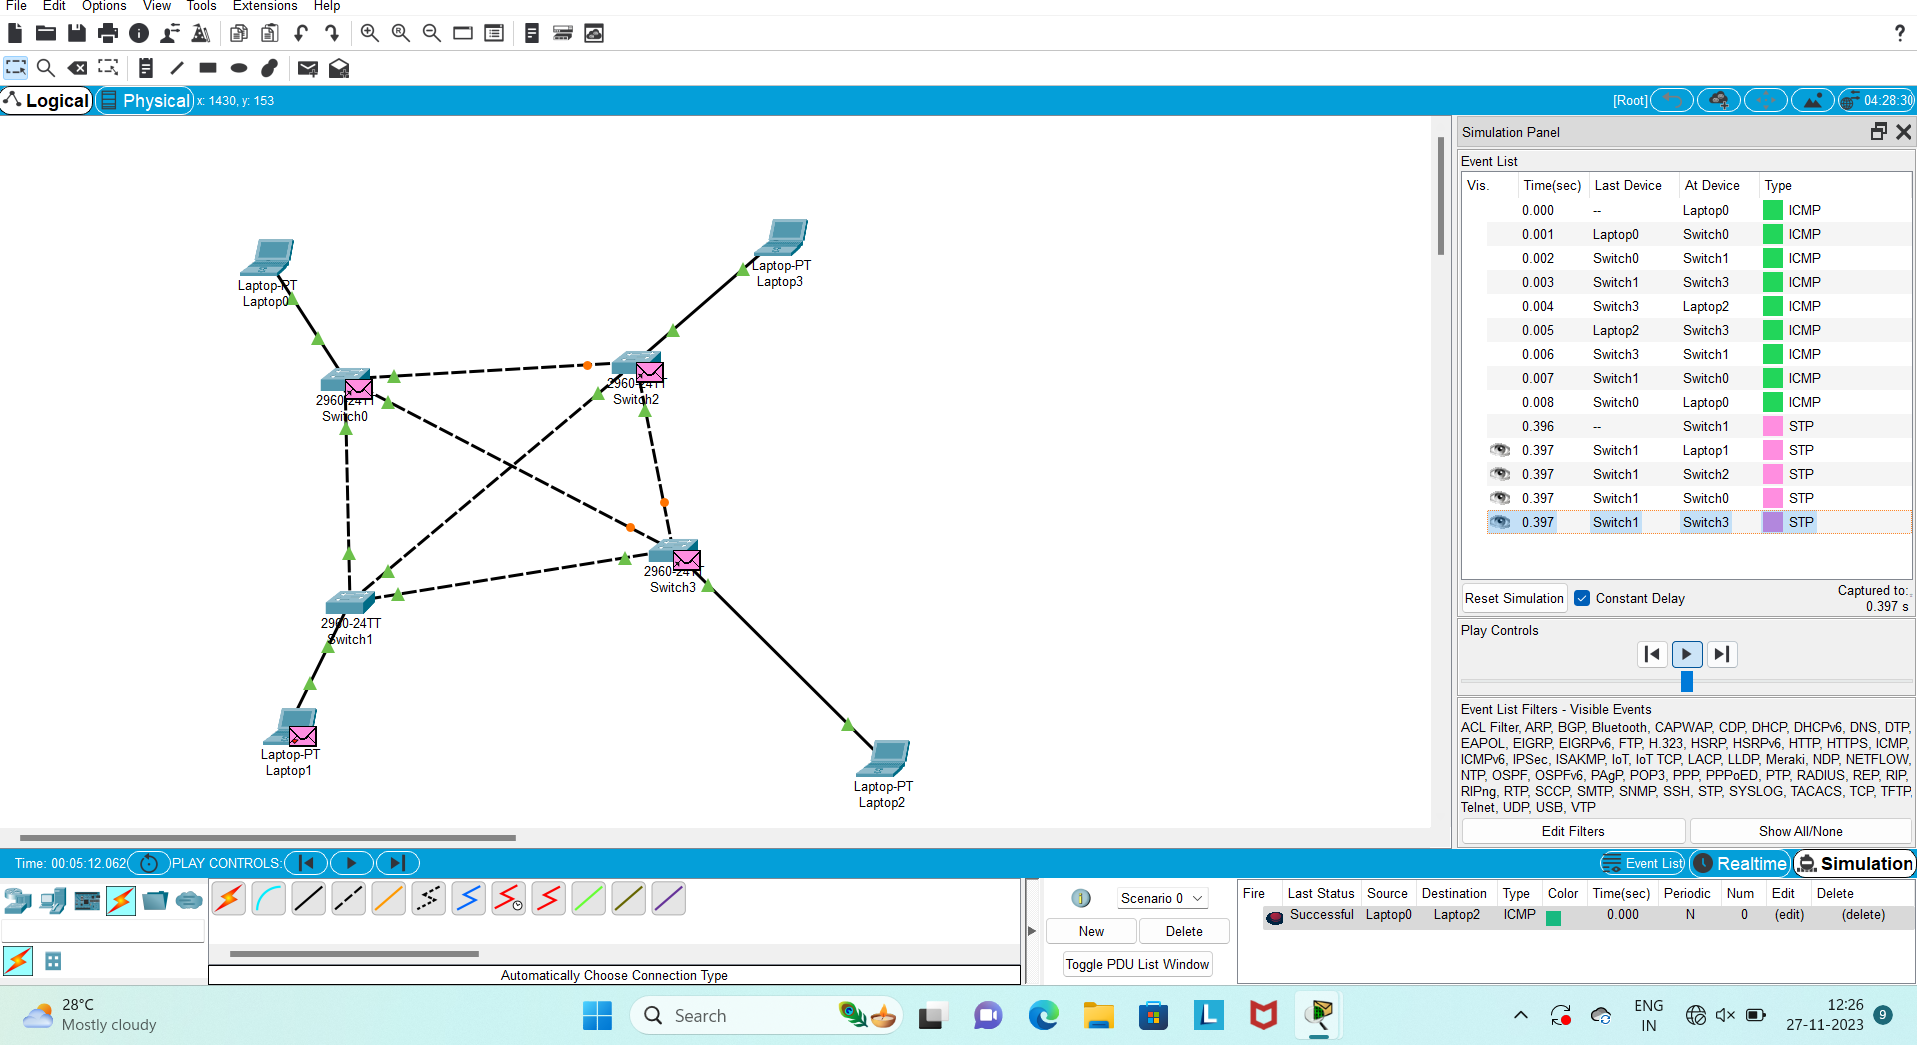 File Edit Options View Tools Extensions Help
?
Logical Physical x: 1430, y: 153 [Root] 04:28:30
Simulation Panel
Event List
Vis. Time(sec) Last Device At Device Type
0.000 -- Laptop0 ICMP
0.001 Laptop0 Switch0 ICMP
0.002 Switch0 Switch1 ICMP
0.003 Switch1 Switch3 ICMP
0.004 Switch3 Laptop2 ICMP
0.005 Laptop2 Switch3 ICMP
0.006 Switch3 Switch1 ICMP
0.007 Switch1 Switch0 ICMP
0.008 Switch0 Laptop0 ICMP
0.396 -- Switch1 STP
0.397 Switch1 Laptop1 STP
0.397 Switch1 Switch2 STP
0.397 Switch1 Switch0 STP
0.397 Switch1 Switch3 STP
Reset Simulation Constant Delay Captured to:
0.397 s
Play Controls
Event List Filters - Visible Events
ACL Filter, ARP, BGP, Bluetooth, CAPWAP, CDP, DHCP, DHCPv6, DNS, DTP,
EAPOL, EIGRP, EIGRPv6, FTP, H.323, HSRP, HSRPv6, HTTP, HTTPS, ICMP,
ICMPv6, IPSec, ISAKMP, IoT, IoT TCP, LACP, LLDP, Meraki, NDP, NETFLOW,
NTP, OSPF, OSPFv6, PAgP, POP3, PPP, PPPoED, PTP, RADIUS, REP, RIP,
RIPng, RTP, SCCP, SMTP, SNMP, SSH, STP, SYSLOG, TACACS, TCP, TFTP,
Telnet, UDP, USB, VTP
Edit Filters Show All/None
Laptop-PT
Laptop0
Laptop-PT
Laptop3
2960-24TT
Switch0
2960-24TT
Switch2
2960-24TT
Switch3
2960-24TT
Switch1
Laptop-PT
Laptop1
Laptop-PT
Laptop2
Time: 00:05:12.062 PLAY CONTROLS: Event List Realtime Simulation
Automatically Choose Connection Type
Scenario 0
New Delete
Toggle PDU List Window
Fire Last Status Source Destination Type Color Time(sec) Periodic Num Edit Delete
Successful Laptop0 Laptop2 ICMP 0.000 N 0 (edit) (delete)
28°C
Mostly cloudy
Search
ENG
IN
12:26
27-11-2023
9